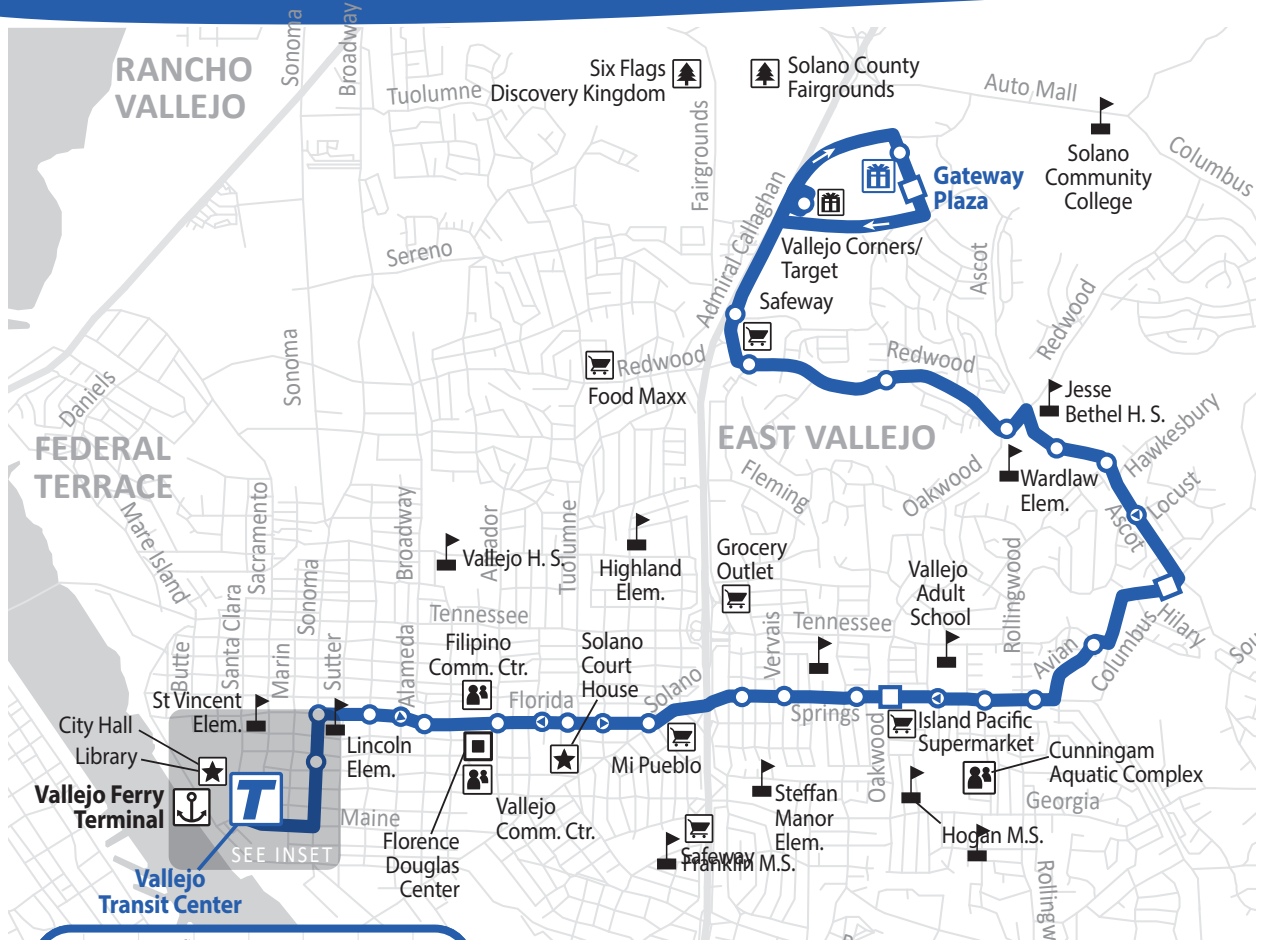 Sonoma
Broadway
RANCHO
VALLEJO
Tuolumne
Six Flags
Discovery Kingdom
Solano County
Fairgrounds
Auto Mall
Columbus
Solano
Community
College
Fairgrounds
Admiral Callaghan
Gateway
Plaza
Vallejo Corners/
Target
Ascot
Sereno
Safeway
Redwood
Redwood
Redwood
Food Maxx
Sonoma
Daniels
Jesse
Bethel H. S.
Hawkesbury
FEDERAL
TERRACE
EAST VALLEJO
Fleming
Oakwood
Wardlaw
Elem.
Locust
Ascot
Mare Island
Sacramento
Broadway
Amador
Tuolumne
Vallejo H. S.
Highland
Elem.
Grocery
Outlet
Vallejo
Adult
School
Rollingwood
Tennessee
Tennessee
Vervais
Hilary
Columbus
Avian
Sou
Butte
Santa Clara
Marin
Sonoma
Sutter
Alameda
Filipino
Comm. Ctr.
Florida
Solano
Court
House
Solano
Springs
Oakwood
St Vincent
Elem.
City Hall
Library
Lincoln
Elem.
Mi Pueblo
Island Pacific
Supermarket
Cunningam
Aquatic Complex
Georgia
Vallejo Ferry
Terminal
T
Maine
SEE INSET
Florence
Douglas
Center
Vallejo
Comm. Ctr.
Steffan
Manor
Elem.
Hogan M.S.
Safeway
Franklin M.S.
Rollingw
Vallejo
Transit Center